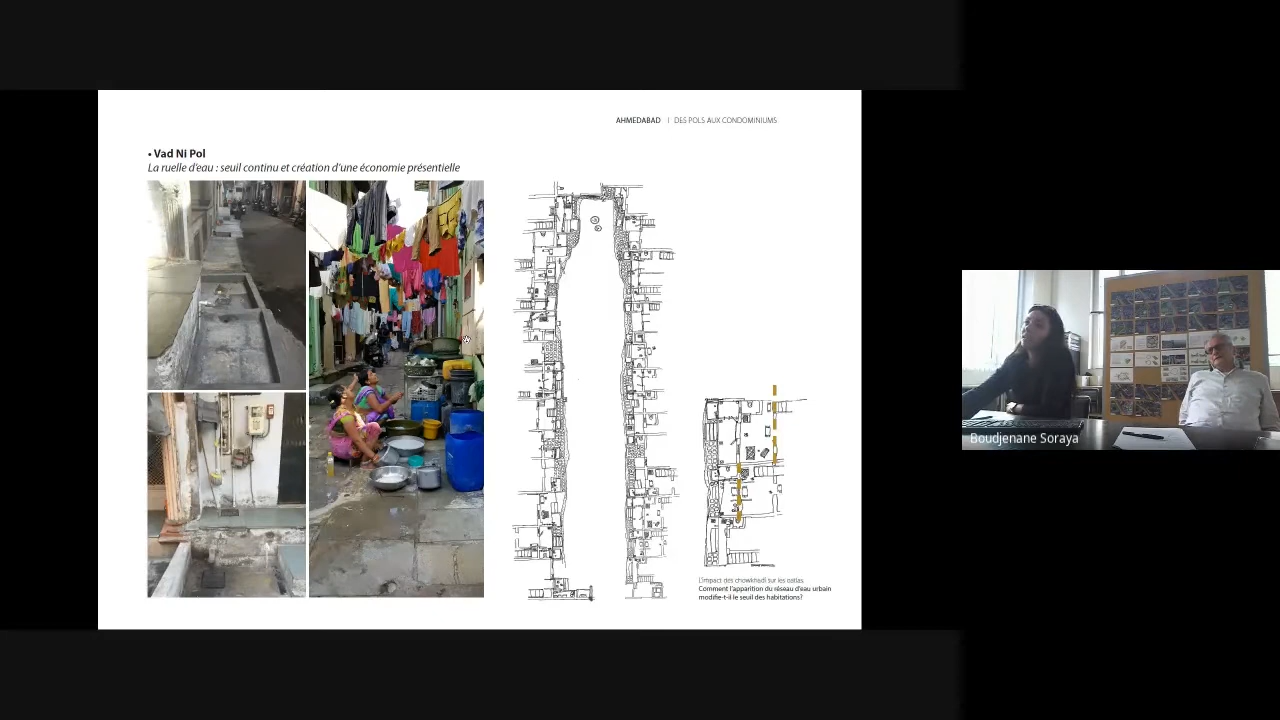 AHMEDABAD | DES POLS AUX CONDOMINIUMS
• Vad Ni Pol
La ruelle d'eau : seuil continu et création d'une économie présentielle
L'impact des chowkhadi sur les oatlas.
Comment l'apparition du réseau d'eau urbain
modifie-t-il le seuil des habitations?
Boudjenane Soraya